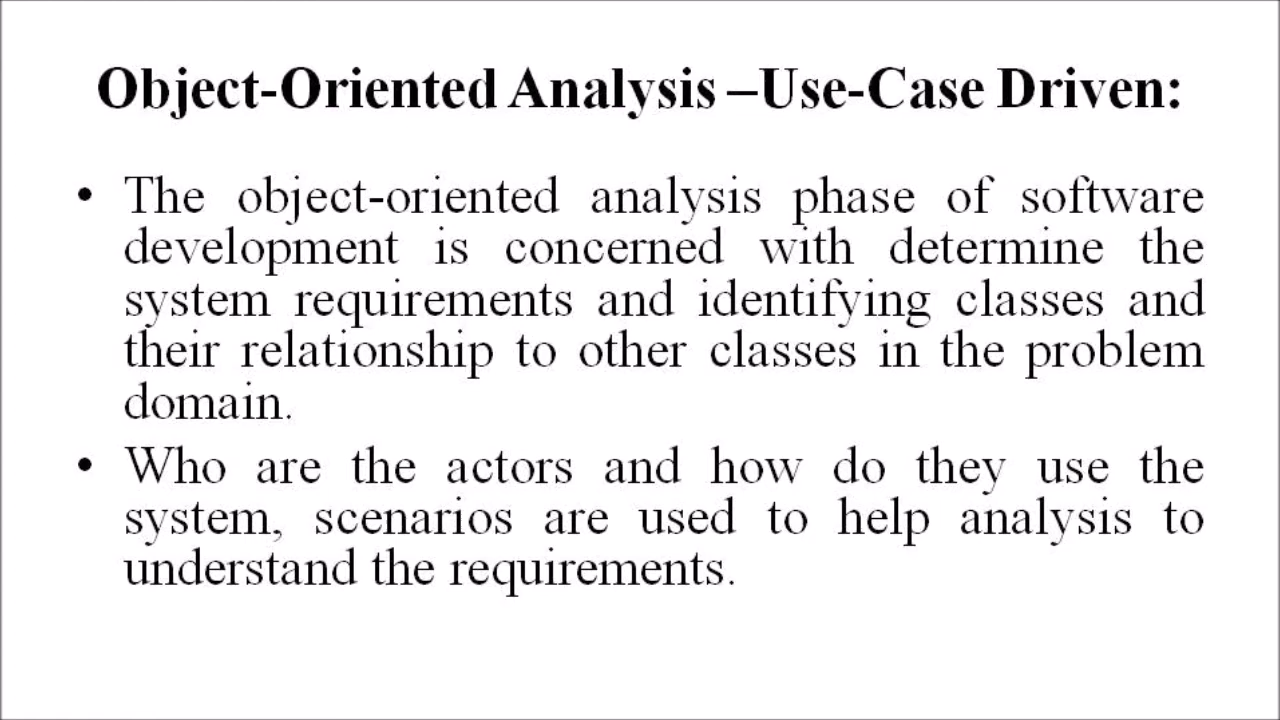 Object-Oriented Analysis –Use-Case Driven:
• The object-oriented analysis phase of software
development is concerned with determine the
system requirements and identifying classes and
their relationship to other classes in the problem
domain.
• Who are the actors and how do they use the
system, scenarios are used to help analysis to
understand the requirements.